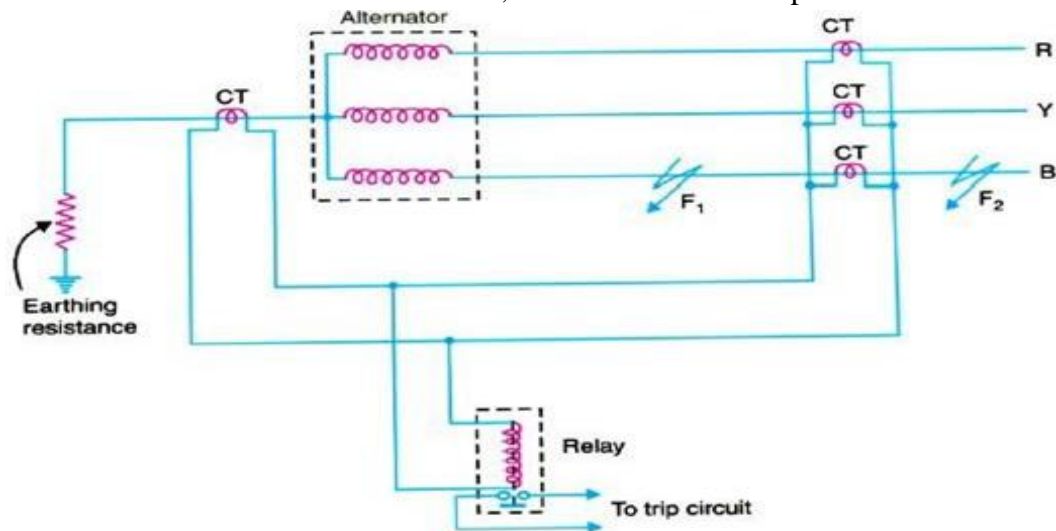 Alternator
CT
R
CT
CT
Y
CT
B
F₁
F₂
Earthing
resistance
Relay
To trip circuit